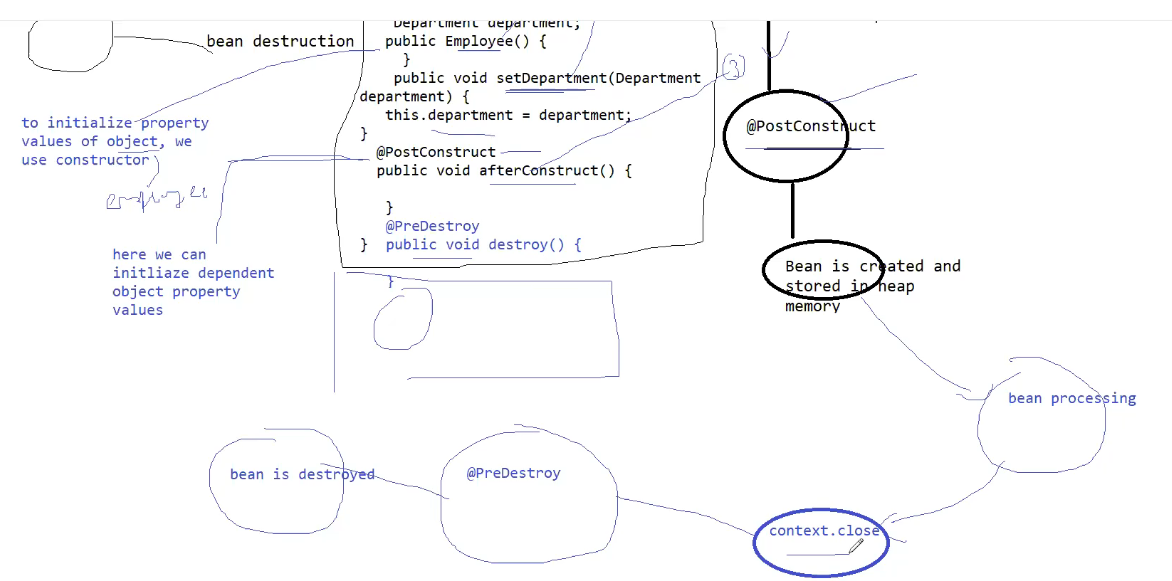 Department department;
bean destruction
public Employee() {
}
public void setDepartment(Department
department) {
this.department = department;
}
@PostConstruct
public void afterConstruct() {
}
@PreDestroy
} public void destroy() {
}
to initialize property
values of object, we
use constructor
employee
here we can
initliaze dependent
object property
values
3
@PostConstruct
Bean is created and
stored in heap
memory
bean processing
context.close
@PreDestroy
bean is destroyed